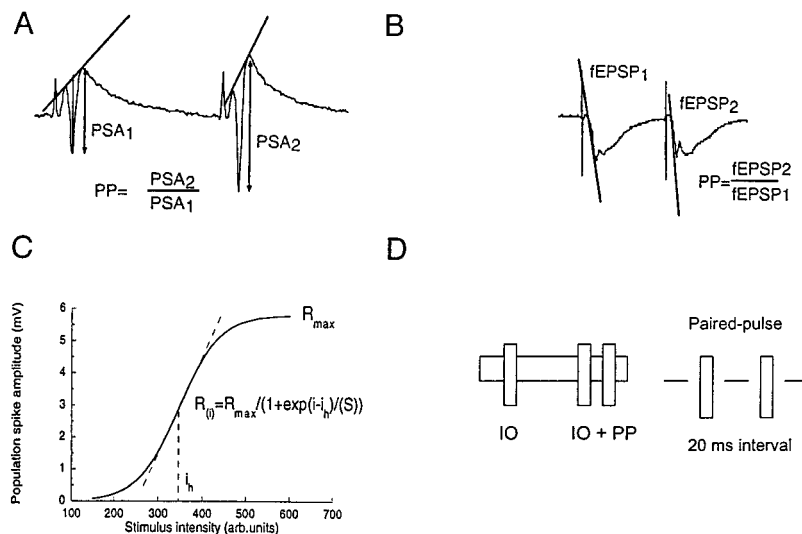 A
PSA1
PSA2
PP= PSA2
PSA1
B
fEPSP1
fEPSP2
PP= fEPSP2
fEPSP1
C
Population spike amplitude (mV)
6
5
4
3
2
1
0
Rmax
R(i)=Rmax/(1+exp(i-ih)/(S))
ih
100 200 300 400 500 600 700
Stimulus intensity (arb.units)
D
Paired-pulse
IO
IO + PP
20 ms interval